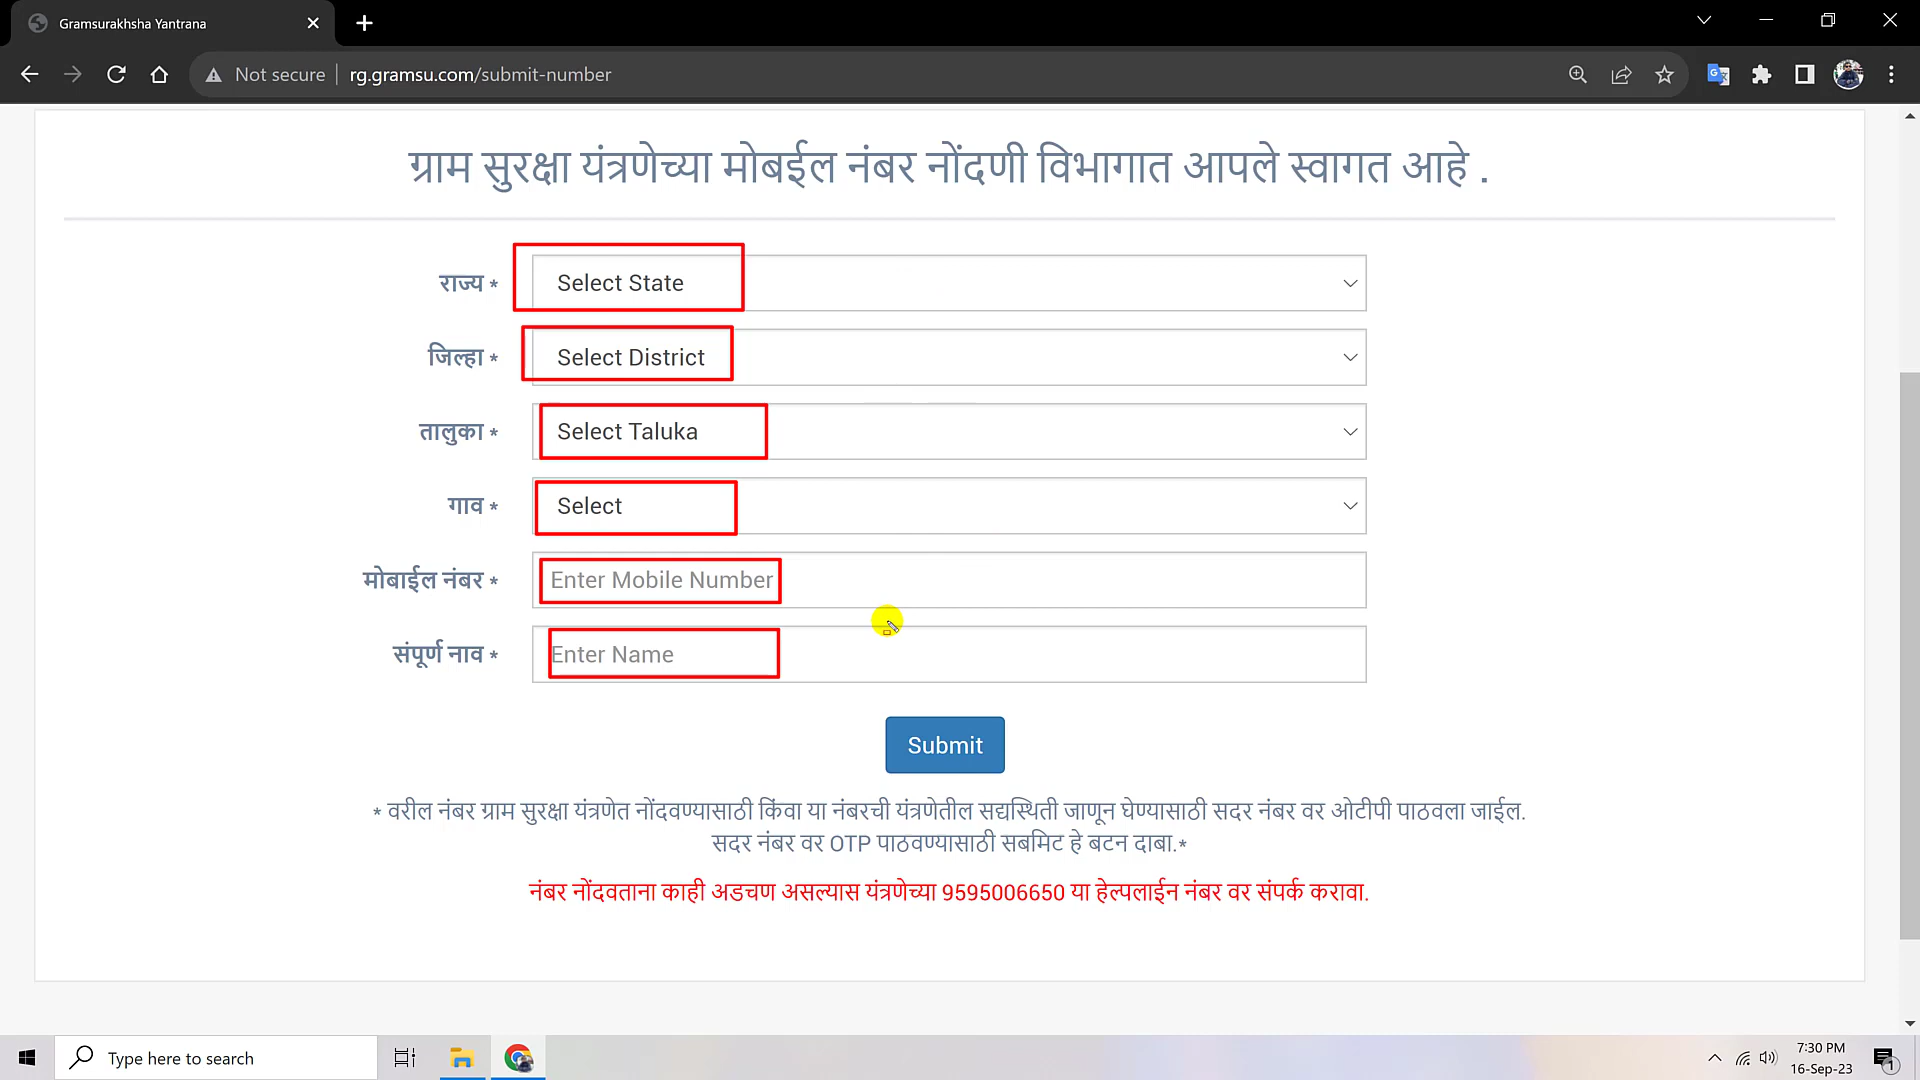 Gramsurakhsha Yantrana
Not secure rg.gramsu.com/submit-number
ग्राम सुरक्षा यंत्रणेच्या मोबईल नंबर नोंदणी विभागात आपले स्वागत आहे .
राज्य * Select State
जिल्हा * Select District
तालुका * Select Taluka
गाव * Select
मोबाईल नंबर * Enter Mobile Number
संपूर्ण नाव * Enter Name
Submit
* वरील नंबर ग्राम सुरक्षा यंत्रणेत नोंदवण्यासाठी किंवा या नंबरची यंत्रणेतील सद्यस्थिती जाणून घेण्यासाठी सदर नंबर वर ओटीपी पाठवला जाईल.
सदर नंबर वर OTP पाठवण्यासाठी सबमिट हे बटन दाबा.*
नंबर नोंदवताना काही अडचण असल्यास यंत्रणेच्या 9595006650 या हेल्पलाईन नंबर वर संपर्क करावा.
Type here to search
7:30 PM
16-Sep-23
1